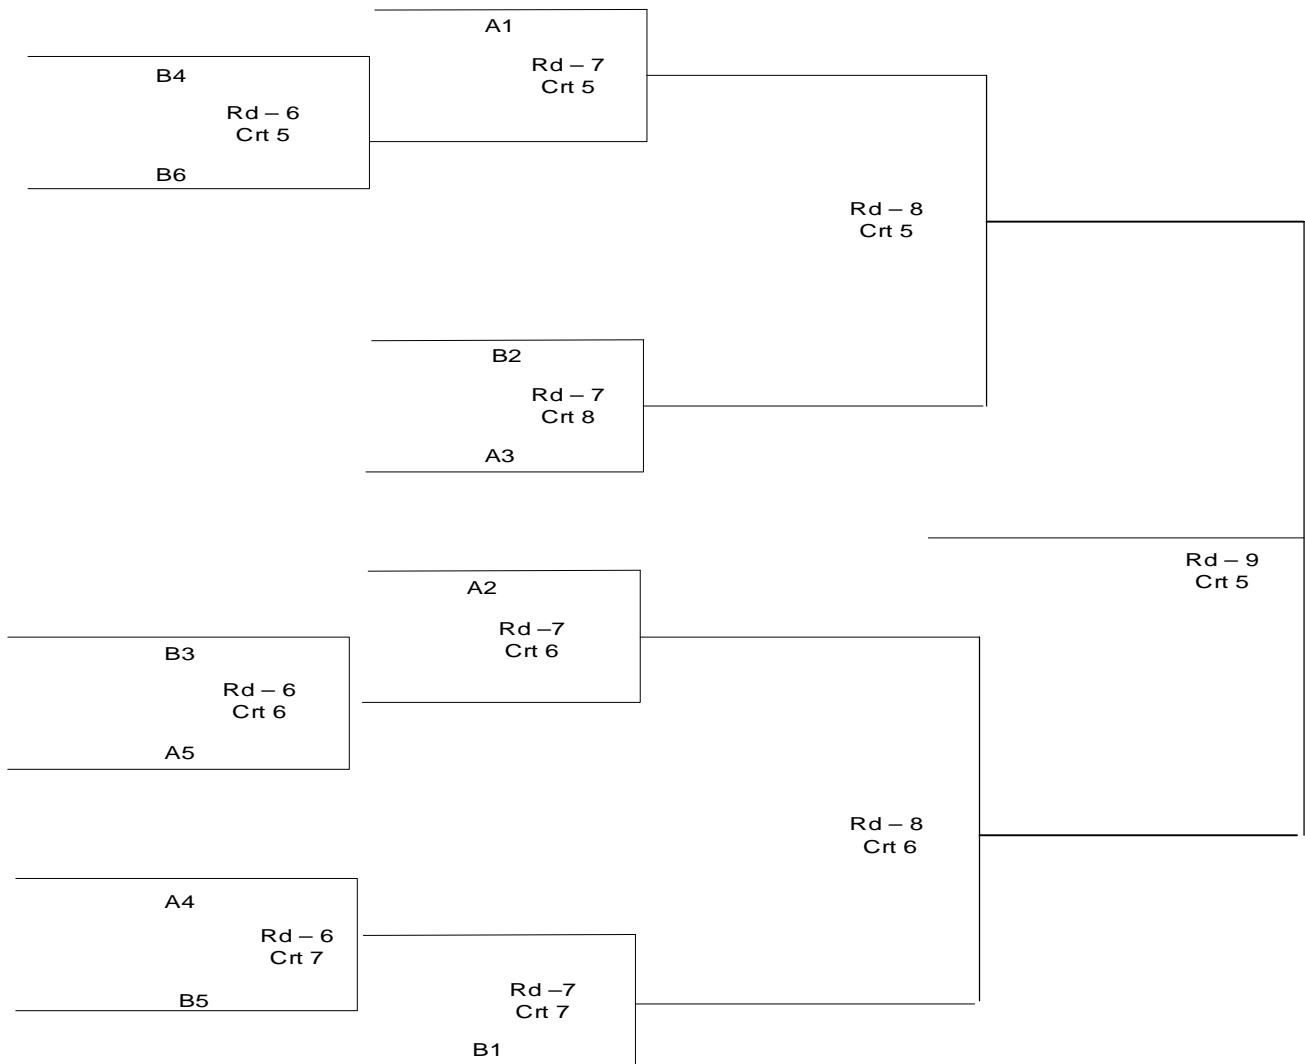 A1
Rd – 7
Crt 5
B4
Rd – 6
Crt 5
B6
Rd – 8
Crt 5
B2
Rd – 7
Crt 8
A3
Rd – 9
Crt 5
A2
Rd –7
Crt 6
B3
Rd – 6
Crt 6
A5
Rd – 8
Crt 6
A4
Rd – 6
Crt 7
B5
Rd –7
Crt 7
B1